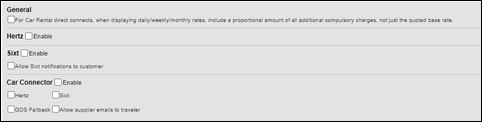 General
For Car Rental direct connects, when displaying daily/weekly/monthly rates, include a proportional amount of all additional compulsory charges, not just the quoted base rate.
Hertz Enable
Sixt Enable
Allow Sixt notifications to customer
Car Connector Enable
Hertz Sixt
GDS Failback Allow supplier emails to traveler